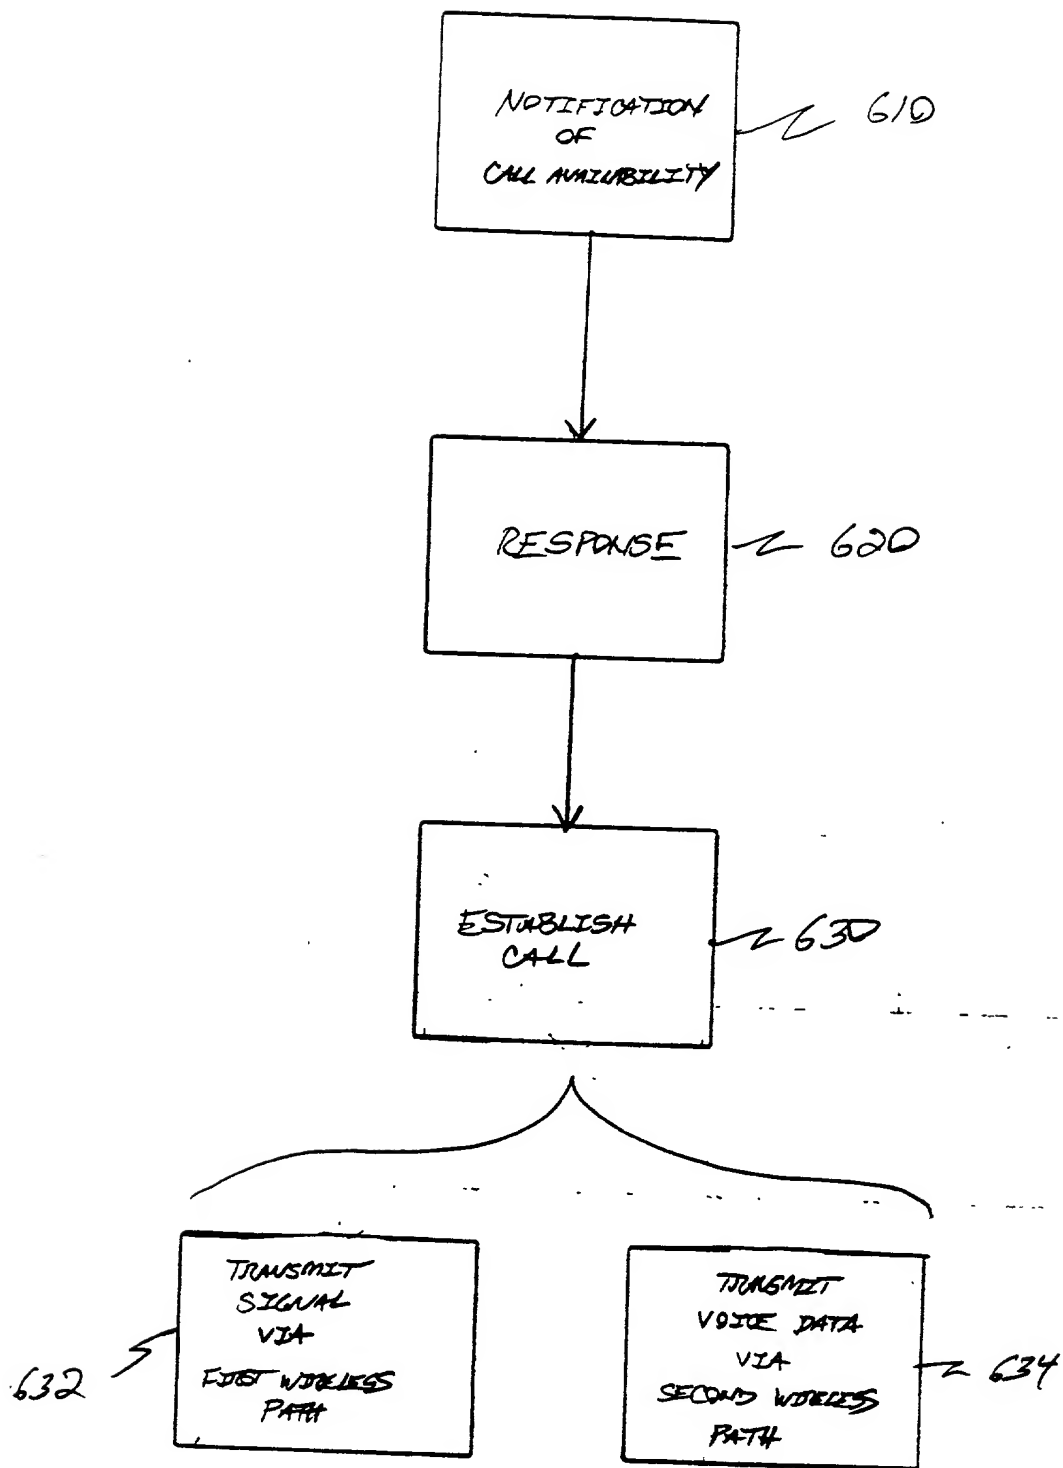 NOTIFICATION
OF
CALL AVAILABILITY
610
RESPONSE
620
ESTABLISH
CALL
630
TRANSMIT
SIGNAL
VIA
FIRST WIRELESS
PATH
632
TRANSMIT
VOICE DATA
VIA
SECOND WIRELESS
PATH
634